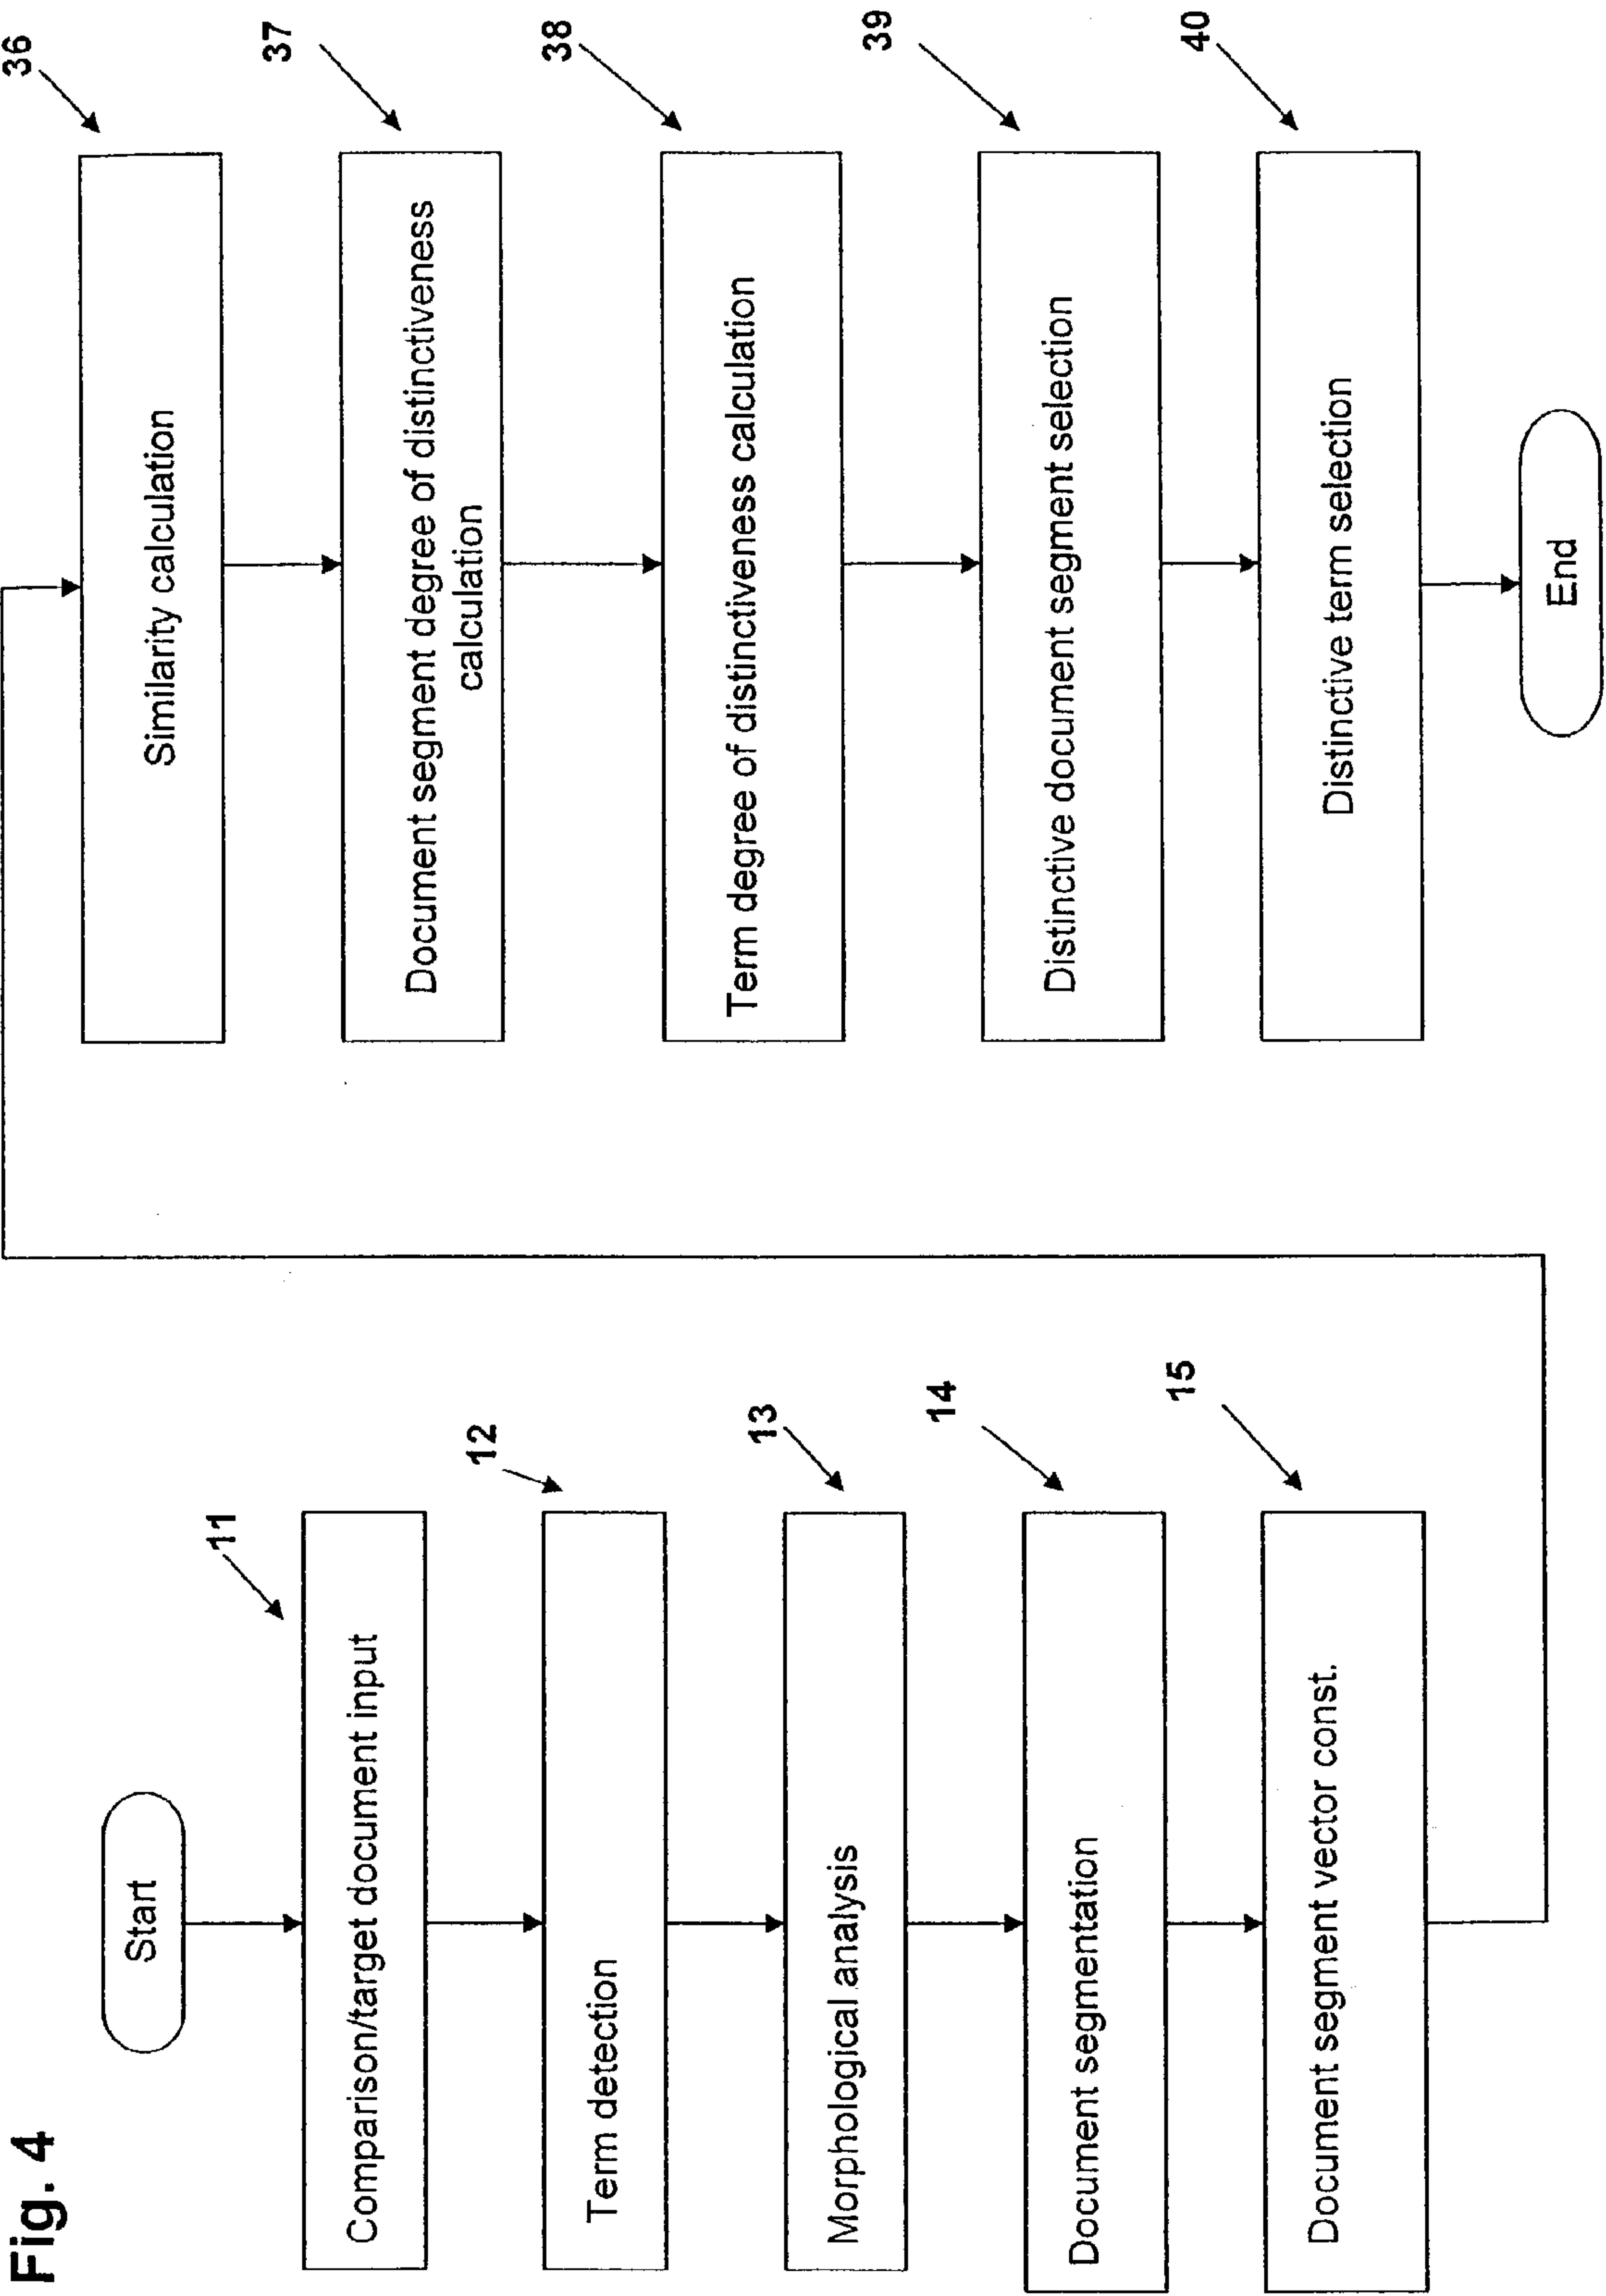 Fig. 4
Start
11
Comparison/target document input
12
Term detection
13
Morphological analysis
14
Document segmentation
15
Document segment vector const.
36
Similarity calculation
37
Document segment degree of distinctiveness
calculation
38
Term degree of distinctiveness calculation
39
Distinctive document segment selection
40
Distinctive term selection
End